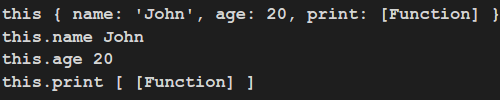 this { name: 'John', age: 20, print: [Function] }
this.name John
this.age 20
this.print [ [Function] ]